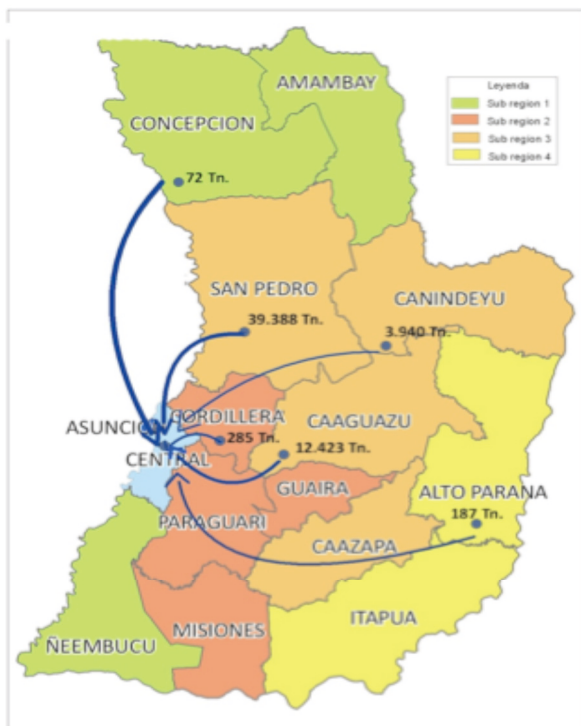 AMAMBAY
Leyenda
Sub region 1
Sub region 2
Sub region 3
Sub region 4
CONCEPCION
72 Tn.
SAN PEDRO
39.388 Tn.
CANINDEYU
3.940 Tn.
ASUNCION
CORDILLERA
285 Tn.
CAAGUAZU
12.423 Tn.
CENTRAL
GUAIRA
ALTO PARANA
187 Tn.
PARAGUARI
CAAZAPA
ITAPUA
MISIONES
ÑEEMBUCU